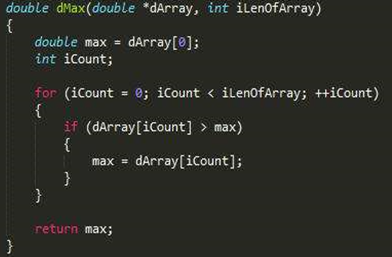 double dMax(double *dArray, int iLenOfArray)
{
    double max = dArray[0];
    int iCount;

    for (iCount = 0; iCount < iLenOfArray; ++iCount)
    {
        if (dArray[iCount] > max)
        {
            max = dArray[iCount];
        }
    }

    return max;
}